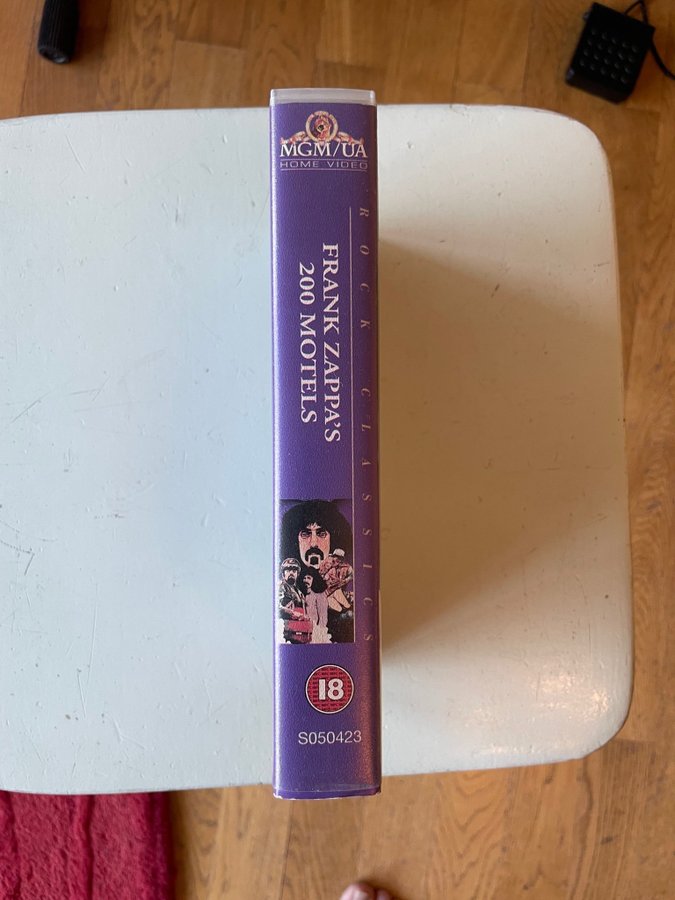 MGM/UA
HOME VIDEO
ROCK CLASSICS
FRANK ZAPPA'S
200 MOTELS
18
S050423